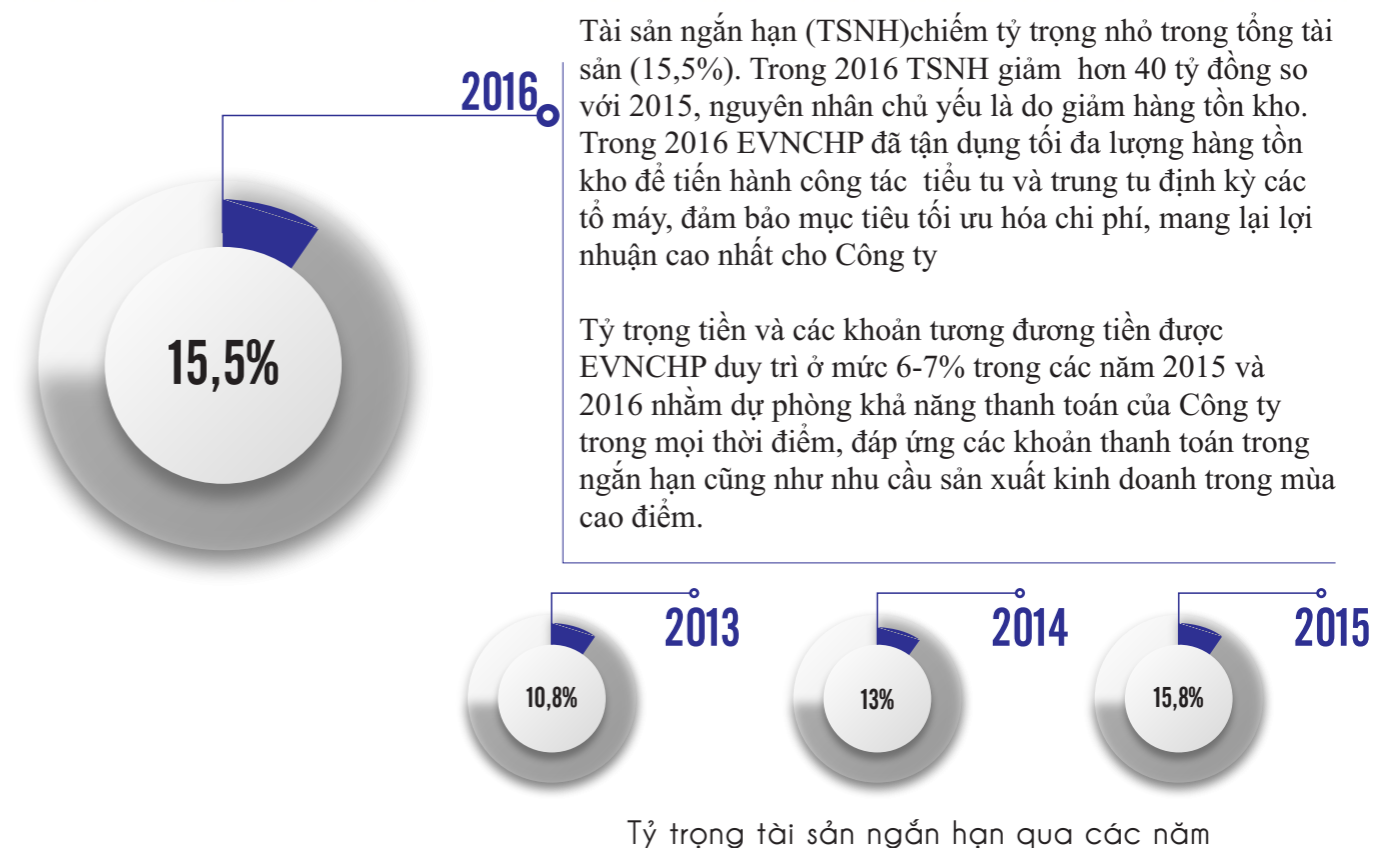 2016
Tài sản ngắn hạn (TSNH)chiếm tỷ trọng nhỏ trong tổng tài
sản (15,5%). Trong 2016 TSNH giảm  hơn 40 tỷ đồng so
với 2015, nguyên nhân chủ yếu là do giảm hàng tồn kho.
Trong 2016 EVNCHP đã tận dụng tối đa lượng hàng tồn
kho để tiến hành công tác  tiểu tu và trung tu định kỳ các
tổ máy, đảm bảo mục tiêu tối ưu hóa chi phí, mang lại lợi
nhuận cao nhất cho Công ty
Tỷ trọng tiền và các khoản tương đương tiền được
EVNCHP duy trì ở mức 6-7% trong các năm 2015 và
2016 nhằm dự phòng khả năng thanh toán của Công ty
trong mọi thời điểm, đáp ứng các khoản thanh toán trong
ngắn hạn cũng như nhu cầu sản xuất kinh doanh trong mùa
cao điểm.
15,5%
2013
10,8%
2014
13%
2015
15,8%
Tỷ trọng tài sản ngắn hạn qua các năm